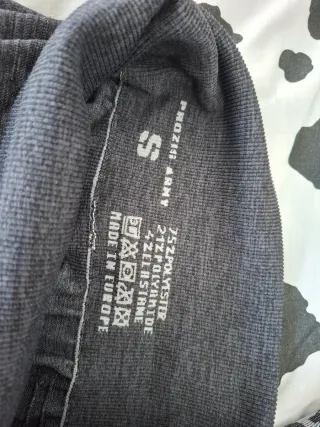 PROZIS ARMY
S
75%POLYESTER
21%POLYAMIDE
4%ELASTANE
MADE IN EUROPE